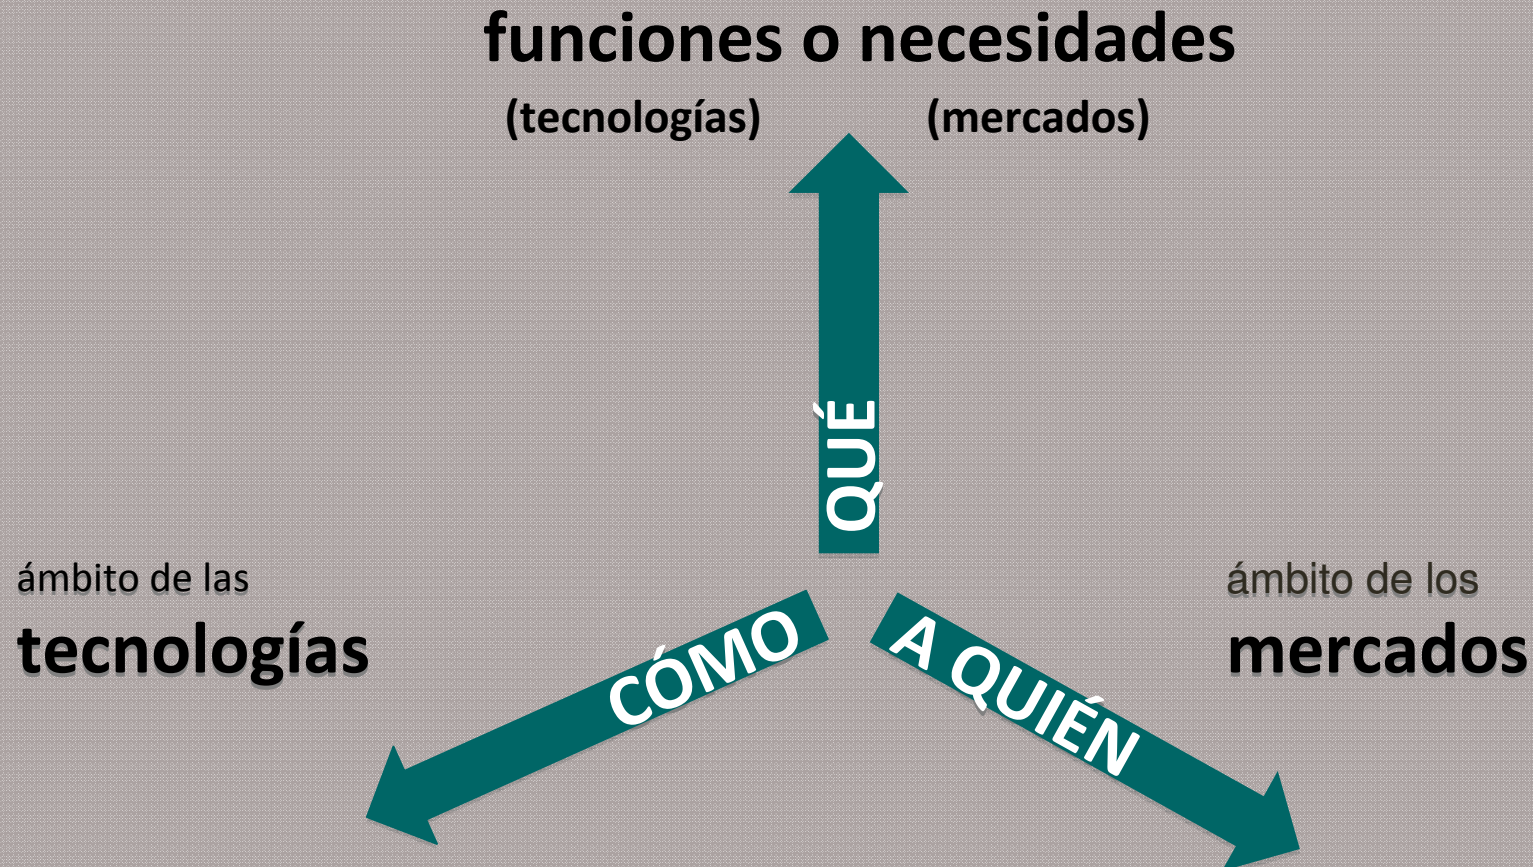 funciones o necesidades
(tecnologías) (mercados)
QUÉ
ámbito de las
tecnologías
ámbito de los
mercados
CÓMO
A QUIÉN